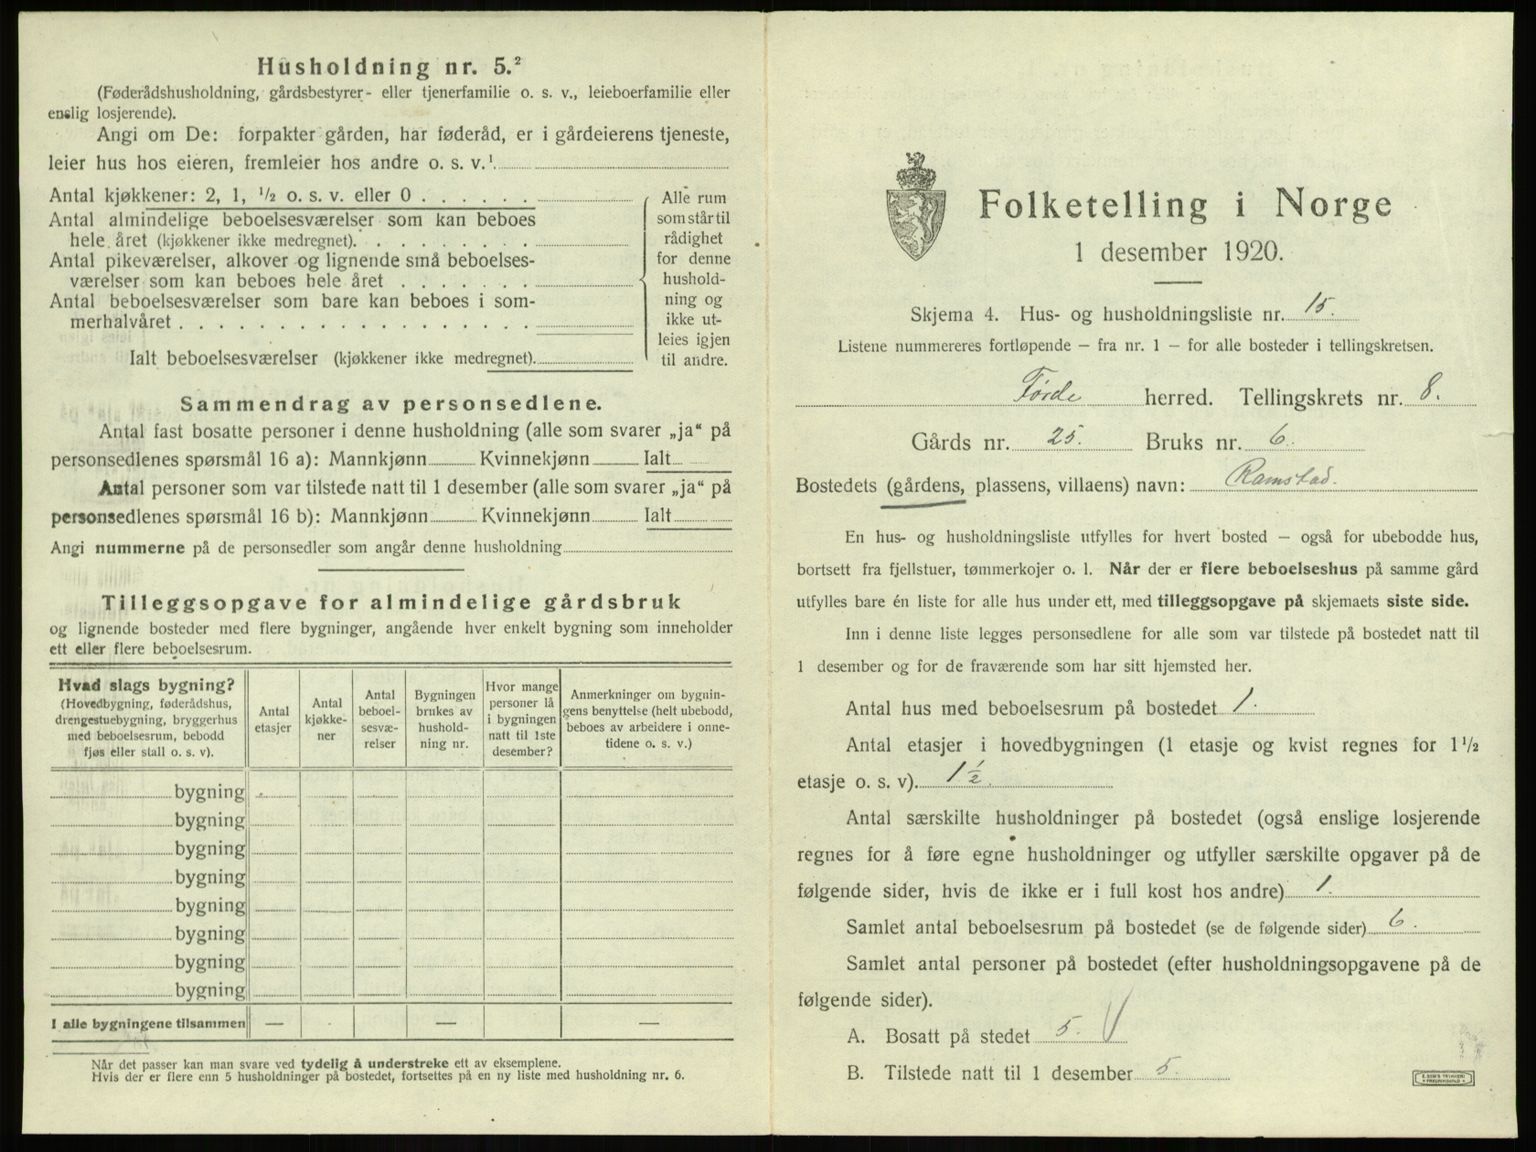 Husholdning nr. 5.²
(Føderådshusholdning, gårdsbestyrer- eller tjenerfamilie o. s. v., leieboerfamilie eller
enslig losjerende).
Angi om De: forpakter gården, har føderåd, er i gårdeierens tjeneste,
leier hus hos eieren, fremleier hos andre o. s. v.¹
Antal kjøkkener: 2, 1, ½ o. s. v. eller 0 . . . . . .
Antal almindelige beboelsesværelser som kan beboes
hele året (kjøkkener ikke medregnet). . . . . . . . .
Antal pikeværelser, alkover og lignende små beboelses-
værelser som kan beboes hele året . . . . . . .
Antal beboelsesværelser som bare kan beboes i som-
merhalvåret . . . . . . . . . . . . . . . . . .
Ialt beboelsesværelser (kjøkkener ikke medregnet).
Alle rum
som står til
rådighet
for denne
hushold-
ning og
ikke ut-
leies igjen
til andre.
Sammendrag av personsedlene.
Antal fast bosatte personer i denne husholdning (alle som svarer „ja“ på
personsedlenes spørsmål 16 a): Mannkjønn Kvinnekjønn Ialt
Antal personer som var tilstede natt til 1 desember (alle som svarer „ja“ på
personsedlenes spørsmål 16 b): Mannkjønn Kvinnekjønn Ialt
Angi nummerne på de personsedler som angår denne husholdning
Tilleggsopgave for almindelige gårdsbruk
og lignende bosteder med flere bygninger, angående hver enkelt bygning som inneholder
ett eller flere beboelsesrum.
Hvad slags bygning?
(Hovedbygning, føderådshus,
drengestuebygning, bryggerhus
med beboelsesrum, bebodd
fjøs eller stall o. s. v).
Antal
etasjer
Antal
kjøkke-
ner
Antal
beboel-
sesvæ-
relser
Bygningen
brukes av
hushold-
ning nr.
Hvor mange
personer lå
i bygningen
natt til 1ste
desember?
Anmerkninger om bygnin-
gens benyttelse (helt ubebodd,
beboes av arbeidere i onne-
tidene o. s. v.)
bygning
bygning
bygning
bygning
bygning
bygning
bygning
bygning
I alle bygningene tilsammen — — —
Når det passer kan man svare ved tydelig å understreke ett av eksemplene.
Hvis der er flere enn 5 husholdninger på bostedet, fortsettes på en ny liste med husholdning nr. 6.
Folketelling i Norge
1 desember 1920.
Skjema 4. Hus- og husholdningsliste nr. 15.
Listene nummereres fortløpende — fra nr. 1 — for alle bosteder i tellingskretsen.
Førde herred. Tellingskrets nr. 8.
Gårds nr. 25. Bruks nr. 6.
Bostedets (gårdens, plassens, villaens) navn: Ramstad.
En hus- og husholdningsliste utfylles for hvert bosted — også for ubebodde hus,
bortsett fra fjellstuer, tømmerkojer o. l. Når der er flere beboelseshus på samme gård
utfylles bare én liste for alle hus under ett, med tilleggsopgave på skjemaets siste side.
Inn i denne liste legges personsedlene for alle som var tilstede på bostedet natt til
1 desember og for de fraværende som har sitt hjemsted her.
Antal hus med beboelsesrum på bostedet 1.
Antal etasjer i hovedbygningen (1 etasje og kvist regnes for 1½
etasje o. s. v). 1½.
Antal særskilte husholdninger på bostedet (også enslige losjerende
regnes for å føre egne husholdninger og utfyller særskilte opgaver på de
følgende sider, hvis de ikke er i full kost hos andre) 1.
Samlet antal beboelsesrum på bostedet (se de følgende sider) 6.
Samlet antal personer på bostedet (efter husholdningsopgavene på de
følgende sider).
A. Bosatt på stedet 5.
B. Tilstede natt til 1 desember 5.